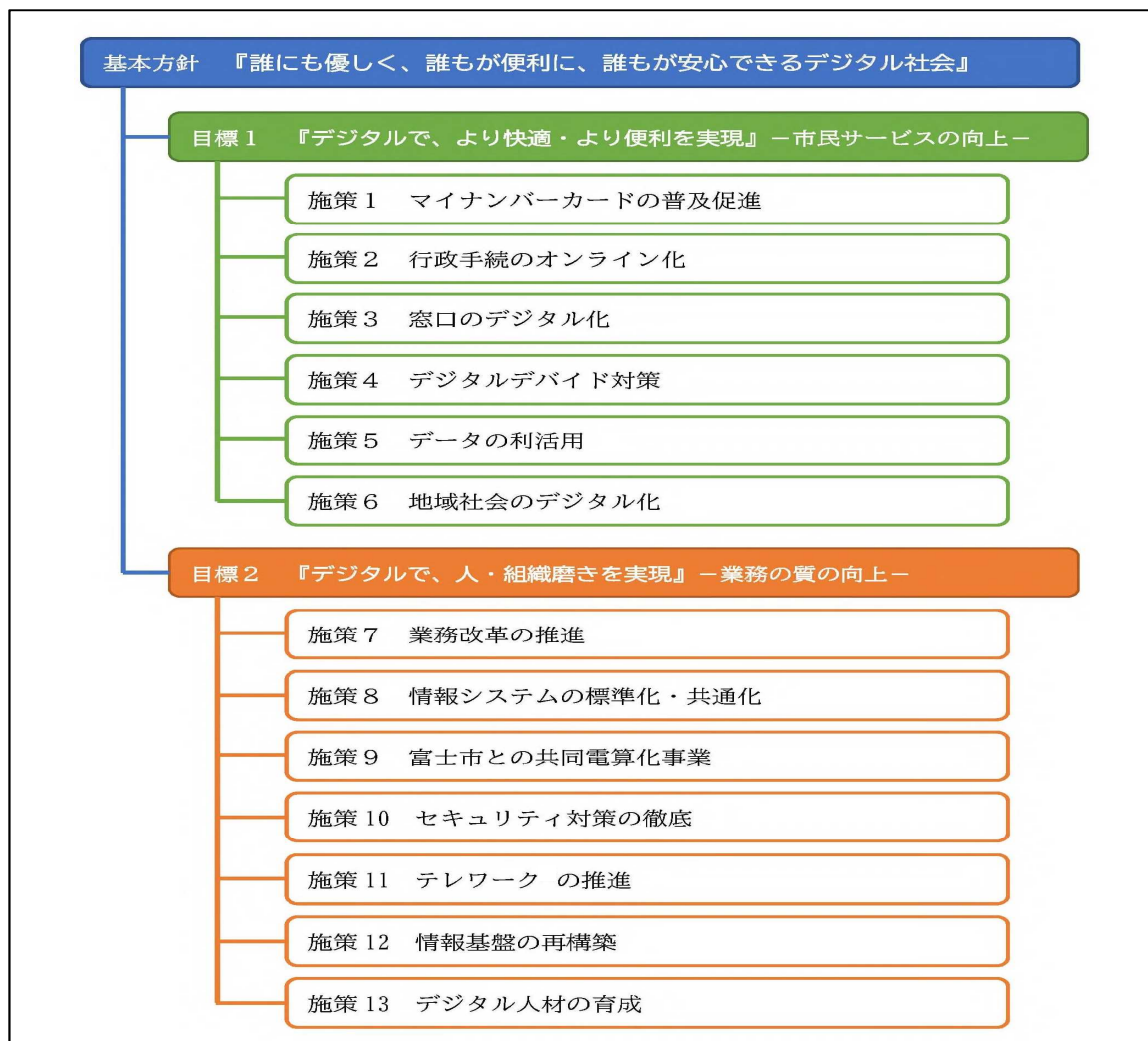 基本方針　『誰にも優しく、誰もが便利に、誰もが安心できるデジタル社会』
目標１　『デジタルで、より快適・より便利を実現』－市民サービスの向上－
施策１　マイナンバーカードの普及促進
施策２　行政手続のオンライン化
施策３　窓口のデジタル化
施策４　デジタルデバイド対策
施策５　データの利活用
施策６　地域社会のデジタル化
目標２　『デジタルで、人・組織磨きを実現』－業務の質の向上－
施策７　業務改革の推進
施策８　情報システムの標準化・共通化
施策９　富士市との共同電算化事業
施策 10　セキュリティ対策の徹底
施策 11　テレワーク の推進
施策 12　情報基盤の再構築
施策 13　デジタル人材の育成